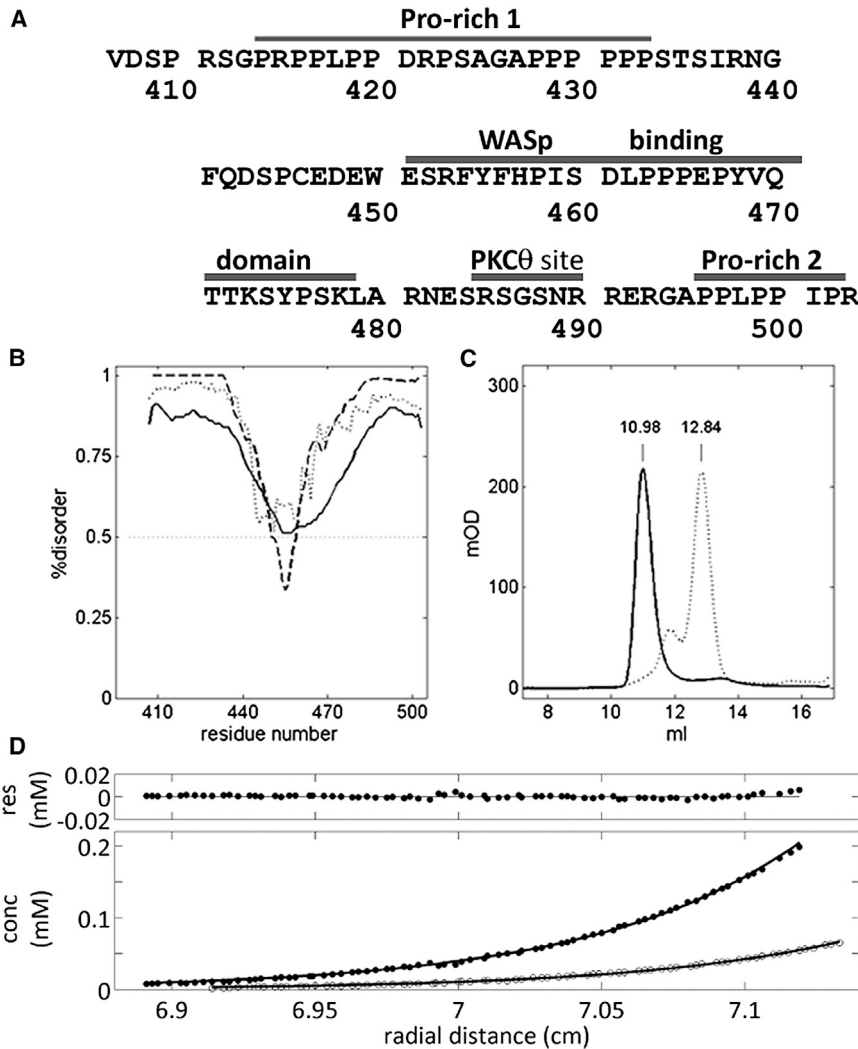 A
Pro-rich 1
VDSP RSGPRPPLPP DRPSAGAPPP PPPSTSIRNG
410 420 430 440
WASp binding
FQDSPCEDEW ESRFYFHPIS DLPPPEPYVQ
450 460 470
domain PKCθ site Pro-rich 2
TTKSYPSKLA RNESRSGSNR RERGAPPLPP IPR
480 490 500
B
%disorder
1
0.75
0.5
0.25
0
410 440 470 500
residue number
C
mOD
300
200
100
0
10.98 12.84
8 10 12 14 16
ml
D
res (mM)
0.02
0
-0.02
conc (mM)
0.2
0.1
0
6.9 6.95 7 7.05 7.1
radial distance (cm)